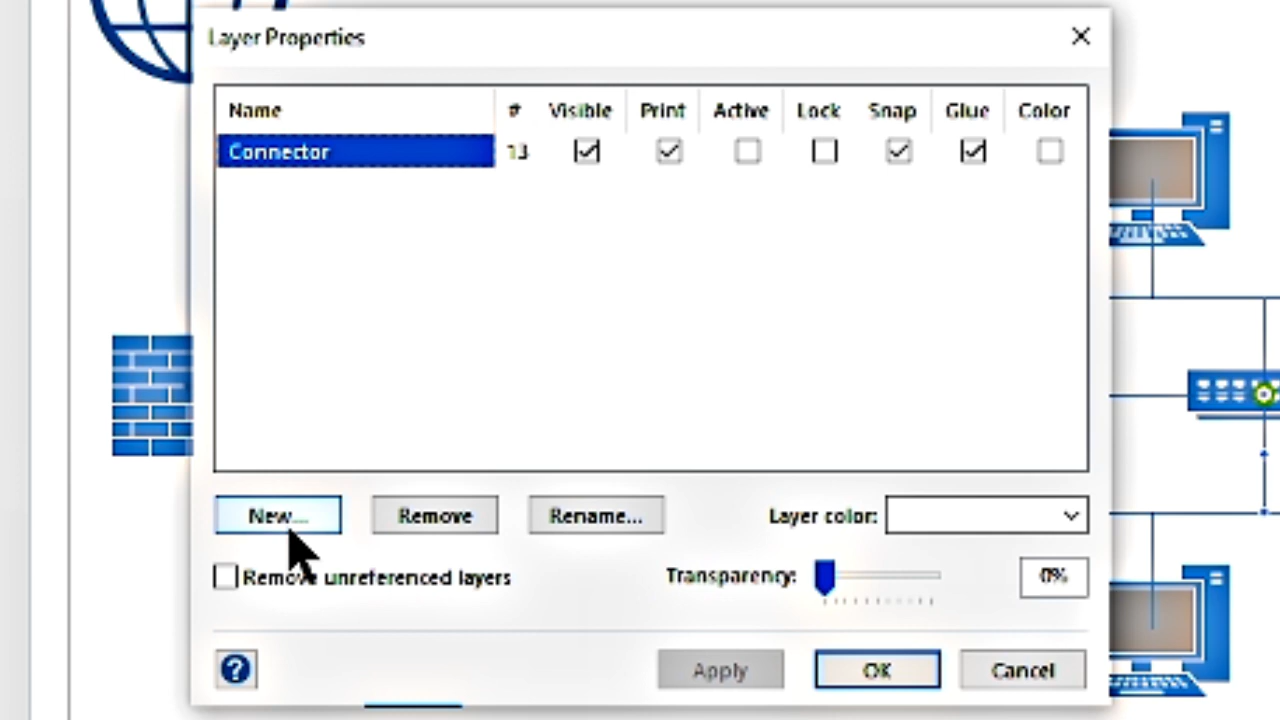 Layer Properties
Name # Visible Print Active Lock Snap Glue Color
Connector 13
New... Remove Rename... Layer color:
Remove unreferenced layers Transparency: 0%
? Apply OK Cancel